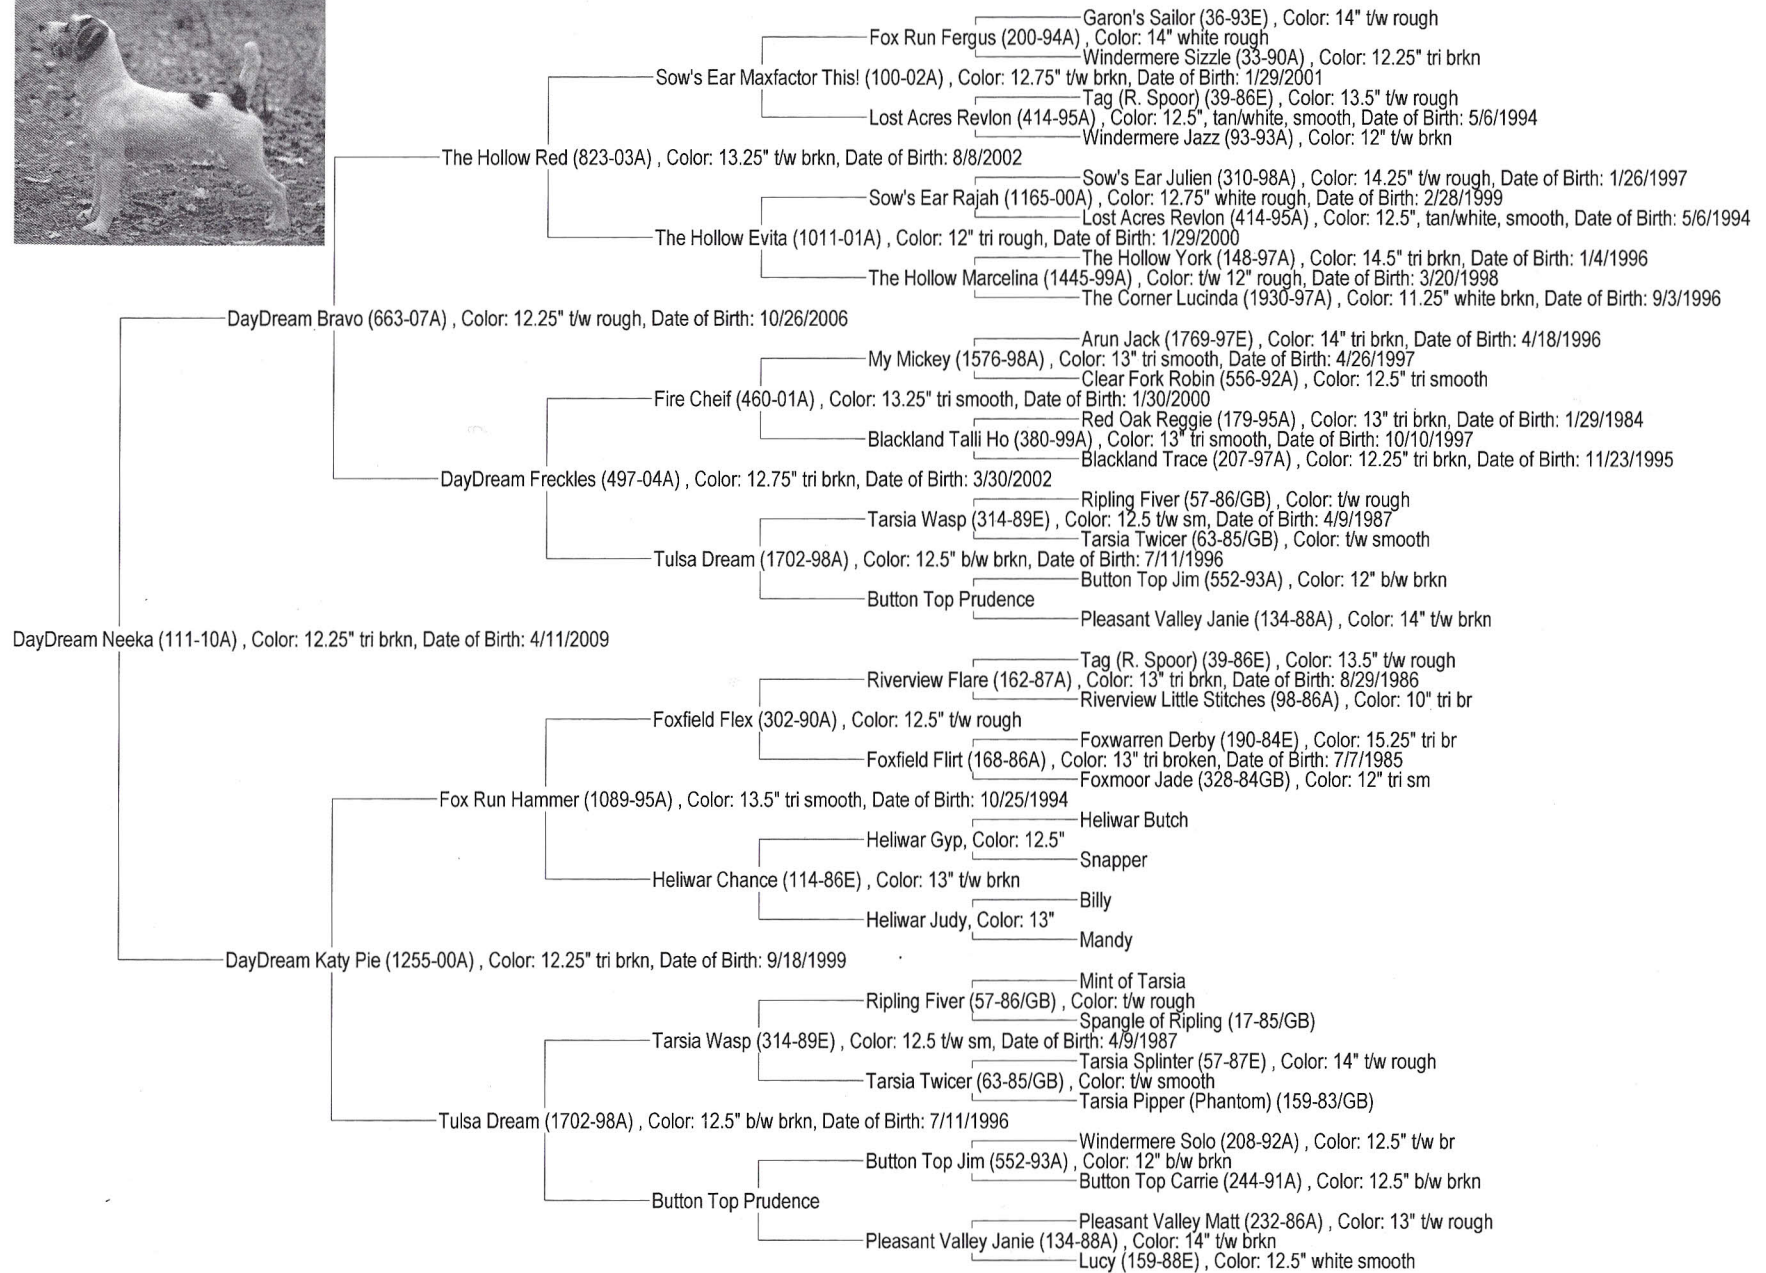 Garon's Sailor (36-93E) , Color: 14" t/w rough
Fox Run Fergus (200-94A) , Color: 14" white rough
Windermere Sizzle (33-90A) , Color: 12.25" tri brkn
Sow's Ear Maxfactor This! (100-02A) , Color: 12.75" t/w brkn, Date of Birth: 1/29/2001
Tag (R. Spoor) (39-86E) , Color: 13.5" t/w rough
Lost Acres Revlon (414-95A) , Color: 12.5", tan/white, smooth, Date of Birth: 5/6/1994
Windermere Jazz (93-93A) , Color: 12" t/w brkn
The Hollow Red (823-03A) , Color: 13.25" t/w brkn, Date of Birth: 8/8/2002
Sow's Ear Julien (310-98A) , Color: 14.25" t/w rough, Date of Birth: 1/26/1997
Sow's Ear Rajah (1165-00A) , Color: 12.75" white rough, Date of Birth: 2/28/1999
Lost Acres Revlon (414-95A) , Color: 12.5", tan/white, smooth, Date of Birth: 5/6/1994
The Hollow Evita (1011-01A) , Color: 12" tri rough, Date of Birth: 1/29/2000
The Hollow York (148-97A) , Color: 14.5" tri brkn, Date of Birth: 1/4/1996
The Hollow Marcelina (1445-99A) , Color: t/w 12" rough, Date of Birth: 3/20/1998
The Corner Lucinda (1930-97A) , Color: 11.25" white brkn, Date of Birth: 9/3/1996
DayDream Bravo (663-07A) , Color: 12.25" t/w rough, Date of Birth: 10/26/2006
Arun Jack (1769-97E) , Color: 14" tri brkn, Date of Birth: 4/18/1996
My Mickey (1576-98A) , Color: 13" tri smooth, Date of Birth: 4/26/1997
Clear Fork Robin (556-92A) , Color: 12.5" tri smooth
Fire Cheif (460-01A) , Color: 13.25" tri smooth, Date of Birth: 1/30/2000
Red Oak Reggie (179-95A) , Color: 13" tri brkn, Date of Birth: 1/29/1984
Blackland Talli Ho (380-99A) , Color: 13" tri smooth, Date of Birth: 10/10/1997
Blackland Trace (207-97A) , Color: 12.25" tri brkn, Date of Birth: 11/23/1995
DayDream Freckles (497-04A) , Color: 12.75" tri brkn, Date of Birth: 3/30/2002
Ripling Fiver (57-86/GB) , Color: t/w rough
Tarsia Wasp (314-89E) , Color: 12.5 t/w sm, Date of Birth: 4/9/1987
Tarsia Twicer (63-85/GB) , Color: t/w smooth
Tulsa Dream (1702-98A) , Color: 12.5" b/w brkn, Date of Birth: 7/11/1996
Button Top Jim (552-93A) , Color: 12" b/w brkn
Button Top Prudence
Pleasant Valley Janie (134-88A) , Color: 14" t/w brkn
DayDream Neeka (111-10A) , Color: 12.25" tri brkn, Date of Birth: 4/11/2009
Tag (R. Spoor) (39-86E) , Color: 13.5" t/w rough
Riverview Flare (162-87A) , Color: 13" tri brkn, Date of Birth: 8/29/1986
Riverview Little Stitches (98-86A) , Color: 10" tri br
Foxfield Flex (302-90A) , Color: 12.5" t/w rough
Foxwarren Derby (190-84E) , Color: 15.25" tri br
Foxfield Flirt (168-86A) , Color: 13" tri broken, Date of Birth: 7/7/1985
Foxmoor Jade (328-84GB) , Color: 12" tri sm
Fox Run Hammer (1089-95A) , Color: 13.5" tri smooth, Date of Birth: 10/25/1994
Heliwar Butch
Heliwar Gyp, Color: 12.5"
Snapper
Heliwar Chance (114-86E) , Color: 13" t/w brkn
Billy
Heliwar Judy, Color: 13"
Mandy
DayDream Katy Pie (1255-00A) , Color: 12.25" tri brkn, Date of Birth: 9/18/1999
Mint of Tarsia
Ripling Fiver (57-86/GB) , Color: t/w rough
Spangle of Ripling (17-85/GB)
Tarsia Wasp (314-89E) , Color: 12.5 t/w sm, Date of Birth: 4/9/1987
Tarsia Splinter (57-87E) , Color: 14" t/w rough
Tarsia Twicer (63-85/GB) , Color: t/w smooth
Tarsia Pipper (Phantom) (159-83/GB)
Tulsa Dream (1702-98A) , Color: 12.5" b/w brkn, Date of Birth: 7/11/1996
Windermere Solo (208-92A) , Color: 12.5" t/w br
Button Top Jim (552-93A) , Color: 12" b/w brkn
Button Top Carrie (244-91A) , Color: 12.5" b/w brkn
Button Top Prudence
Pleasant Valley Matt (232-86A) , Color: 13" t/w rough
Pleasant Valley Janie (134-88A) , Color: 14" t/w brkn
Lucy (159-88E) , Color: 12.5" white smooth